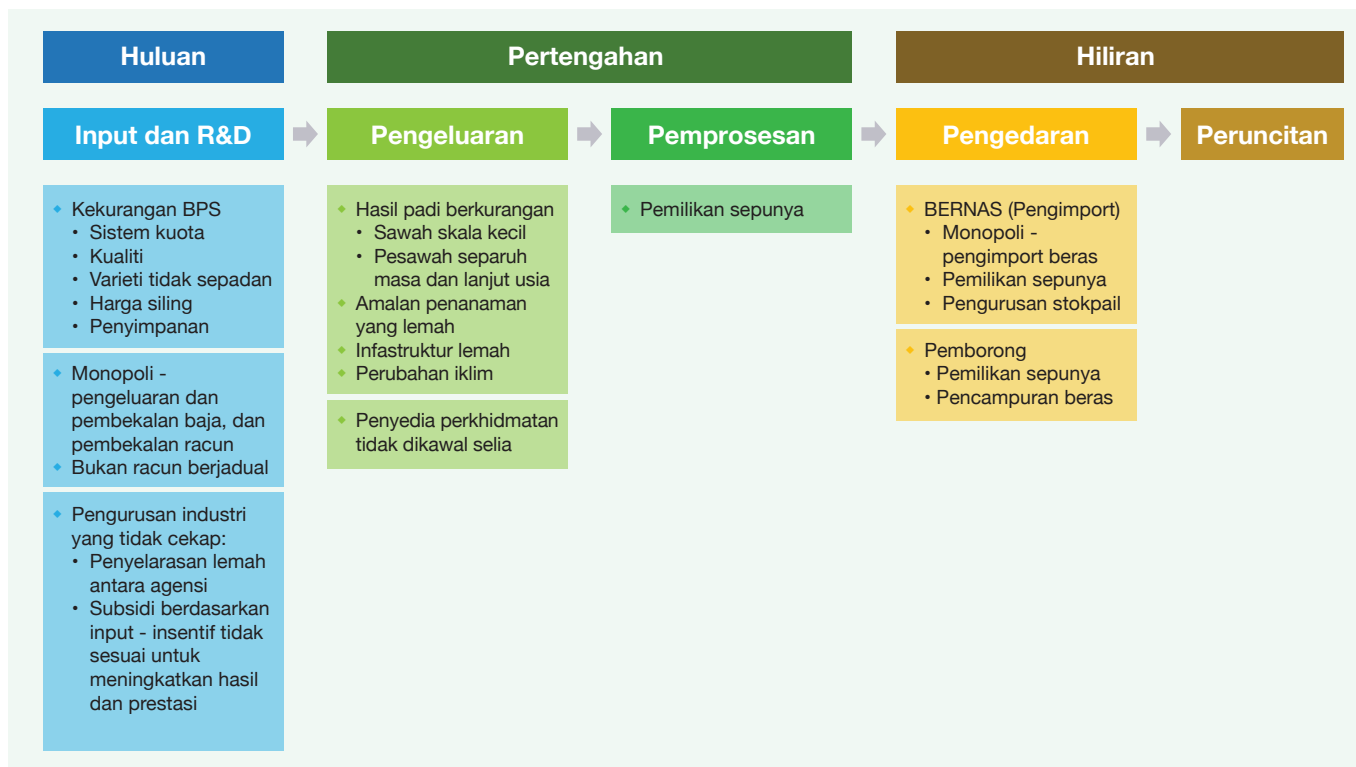 Huluan
Pertengahan
Hiliran
Input dan R&D
Pengeluaran
Pemprosesan
Pengedaran
Peruncitan
◆ Kekurangan BPS
• Sistem kuota
• Kualiti
• Varieti tidak sepadan
• Harga siling
• Penyimpanan
◆ Monopoli -
pengeluaran dan
pembekalan baja, dan
pembekalan racun
◆ Bukan racun berjadual
◆ Pengurusan industri
yang tidak cekap:
• Penyelarasan lemah
antara agensi
• Subsidi berdasarkan
input - insentif tidak
sesuai untuk
meningkatkan hasil
dan prestasi
◆ Hasil padi berkurangan
• Sawah skala kecil
• Pesawah separuh
masa dan lanjut usia
◆ Amalan penanaman
yang lemah
◆ Infastruktur lemah
◆ Perubahan iklim
◆ Penyedia perkhidmatan
tidak dikawal selia
◆ Pemilikan sepunya
◆ BERNAS (Pengimport)
• Monopoli -
pengimport beras
• Pemilikan sepunya
• Pengurusan stokpail
◆ Pemborong
• Pemilikan sepunya
• Pencampuran beras